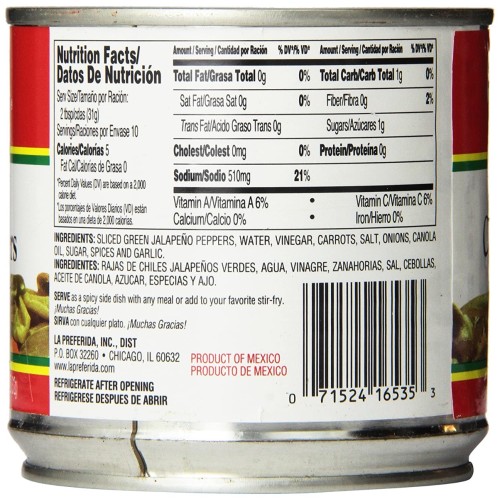 Nutrition Facts/
Datos De Nutrición
Serv Size/Tamaño por Ración:
2 tbsp/cdas (31g)
Servings/Raciones por Envase 10
Calories/Calorías 5
Fat Cal/Calorías de Grasa 0
*Percent Daily Values (DV) are based on a 2,000
calorie diet.
*Los porcentajes de Valores Diarios (VD) están
basados en una dieta de 2,000 calorías.
Amount / Serving / Cantidad por Ración % DV*/% VD*
Total Fat/Grasa Total 0g 0%
Sat Fat/Grasa Sat 0g 0%
Trans Fat/Acido Graso Trans 0g
Cholest/Colest 0mg 0%
Sodium/Sodio 510mg 21%
Amount / Serving / Cantidad por Ración % DV*/% VD*
Total Carb/Carb Total 1g 0%
Fiber/Fibra 0g 2%
Sugars/Azúcares 1g
Protein/Proteína 0g
Vitamin A/Vitamina A 6% • Vitamin C/Vitamina C 6%
Calcium/Calcio 0% • Iron/Hierro 0%
INGREDIENTS: SLICED GREEN JALAPEÑO PEPPERS, WATER, VINEGAR, CARROTS, SALT, ONIONS, CANOLA
OIL, SUGAR, SPICES AND GARLIC.
INGREDIENTES: RAJAS DE CHILES JALAPEÑOS VERDES, AGUA, VINAGRE, ZANAHORIAS, SAL, CEBOLLAS,
ACEITE DE CANOLA, AZUCAR, ESPECIAS Y AJO.
SERVE as a spicy side dish with any meal or add to your favorite stir-fry.
¡Muchas Gracias!
SIRVA con cualquier plato. ¡Muchas Gracias!
LA PREFERIDA, INC., DIST
P.O. BOX 32260 • CHICAGO, IL 60632
www.lapreferida.com
PRODUCT OF MEXICO
PRODUCTO DE MEXICO
REFRIGERATE AFTER OPENING
REFRIGERESE DESPUES DE ABRIR
0 71524 16535 3